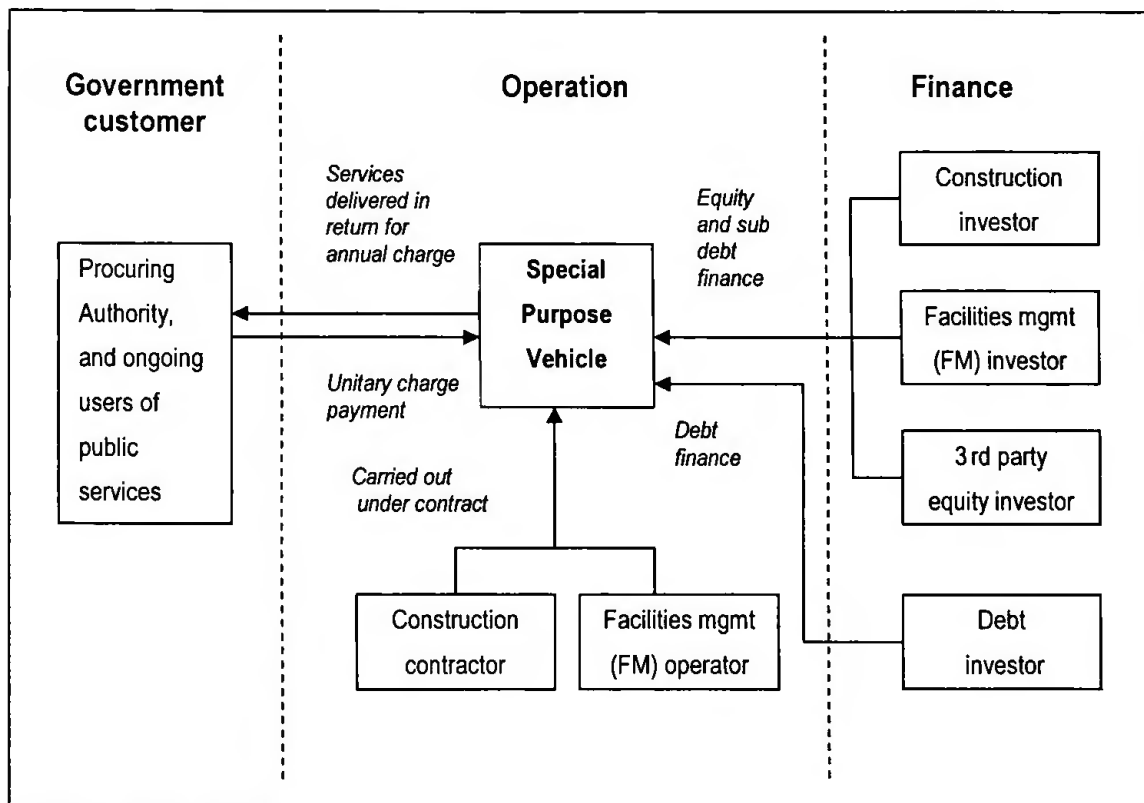 Government
customer
Operation
Finance
Services
delivered in
return for
annual charge
Equity
and sub
debt
finance
Construction
investor
Procuring
Authority,
and ongoing
users of
public
services
Special
Purpose
Vehicle
Facilities mgmt
(FM) investor
Unitary charge
payment
Debt
finance
3rd party
equity investor
Carried out
under contract
Construction
contractor
Facilities mgmt
(FM) operator
Debt
investor